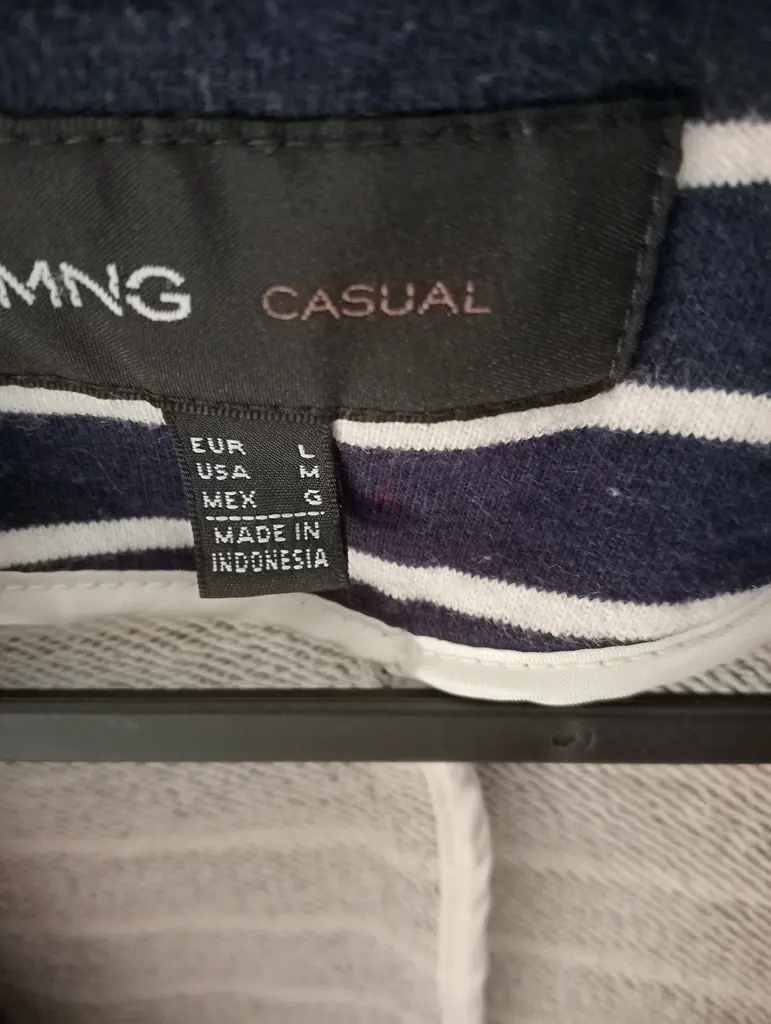 MNG CASUAL
EUR L
USA M
MEX G
MADE IN
INDONESIA